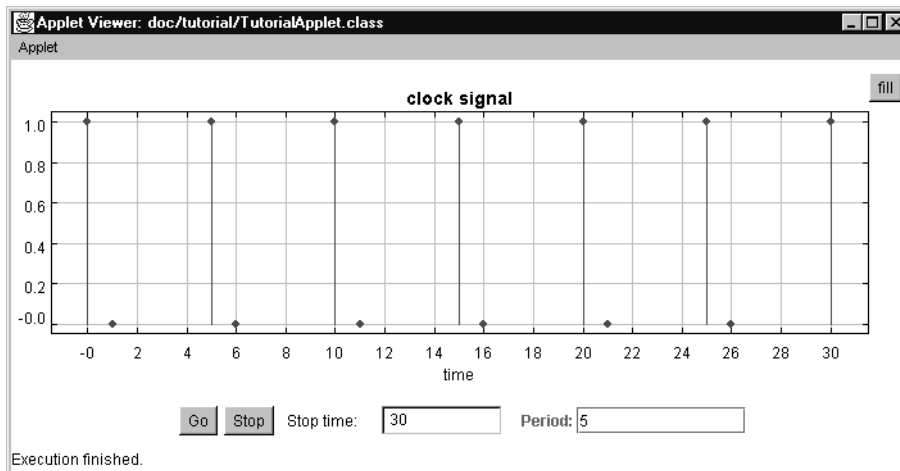 Applet Viewer: doc/tutorial/TutorialApplet.class
Applet
fill
clock signal
1.0
0.8
0.6
0.4
0.2
-0.0
-0 2 4 6 8 10 12 14 16 18 20 22 24 26 28 30
time
Go Stop Stop time: 30 Period: 5
Execution finished.